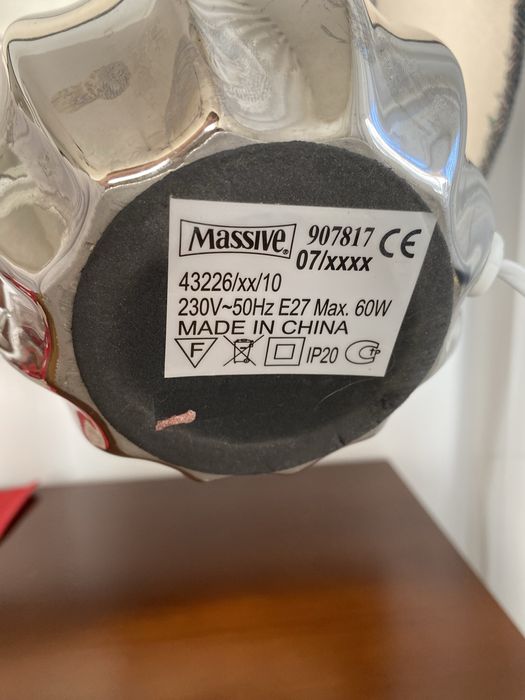 Massive® 907817 CE
07/xxxx
43226/xx/10
230V~50Hz E27 Max. 60W
MADE IN CHINA
F IP20